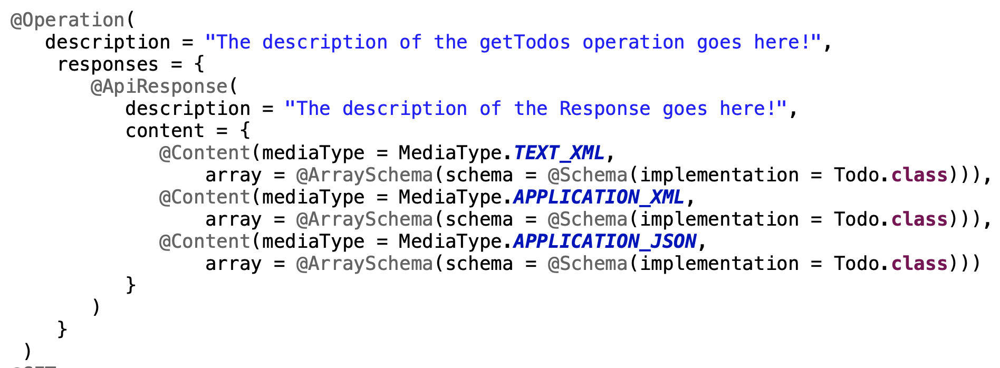 @Operation(
description = "The description of the getTodos operation goes here!",
responses = {
@ApiResponse(
description = "The description of the Response goes here!",
content = {
@Content(mediaType = MediaType.TEXT_XML,
array = @ArraySchema(schema = @Schema(implementation = Todo.class))),
@Content(mediaType = MediaType.APPLICATION_XML,
array = @ArraySchema(schema = @Schema(implementation = Todo.class))),
@Content(mediaType = MediaType.APPLICATION_JSON,
array = @ArraySchema(schema = @Schema(implementation = Todo.class)))
}
)
}
)